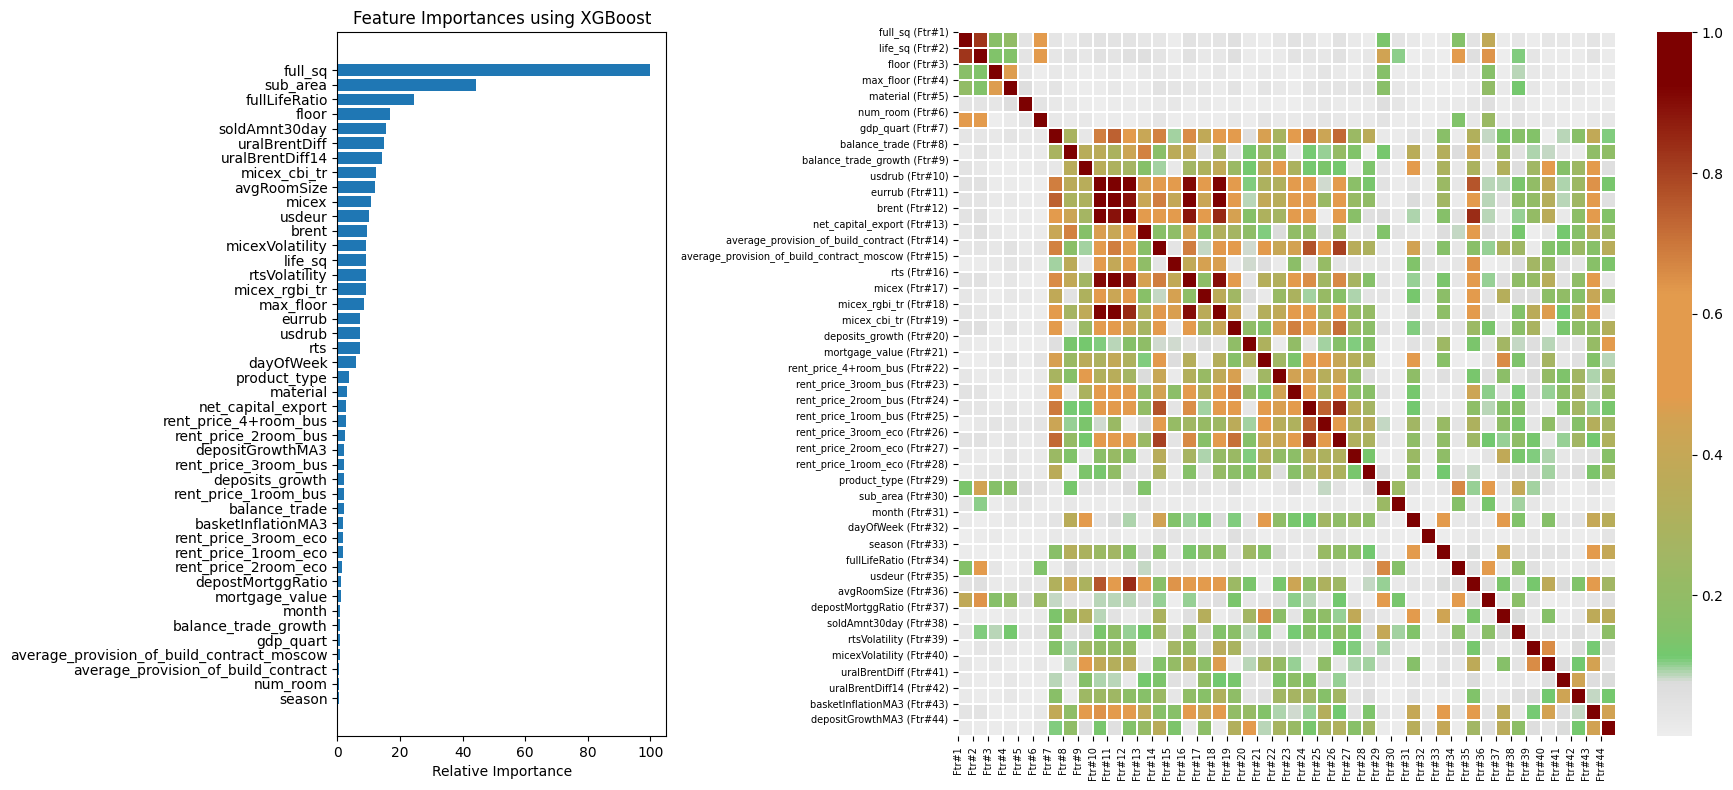 Feature Importances using XGBoost
full_sq
sub_area
fullLifeRatio
floor
soldAmnt30day
uralBrentDiff
uralBrentDiff14
micex_cbi_tr
avgRoomSize
micex
usdeur
brent
micexVolatility
life_sq
rtsVolatility
micex_rgbi_tr
max_floor
eurrub
usdrub
rts
dayOfWeek
product_type
material
net_capital_export
rent_price_4+room_bus
rent_price_2room_bus
depositGrowthMA3
rent_price_3room_bus
deposits_growth
rent_price_1room_bus
balance_trade
basketInflationMA3
rent_price_3room_eco
rent_price_1room_eco
rent_price_2room_eco
depostMortggRatio
mortgage_value
month
balance_trade_growth
gdp_quart
average_provision_of_build_contract_moscow
average_provision_of_build_contract
num_room
season
0 20 40 60 80 100
Relative Importance
full_sq (Ftr#1)
life_sq (Ftr#2)
floor (Ftr#3)
max_floor (Ftr#4)
material (Ftr#5)
num_room (Ftr#6)
gdp_quart (Ftr#7)
balance_trade (Ftr#8)
balance_trade_growth (Ftr#9)
usdrub (Ftr#10)
eurrub (Ftr#11)
brent (Ftr#12)
net_capital_export (Ftr#13)
average_provision_of_build_contract (Ftr#14)
average_provision_of_build_contract_moscow (Ftr#15)
rts (Ftr#16)
micex (Ftr#17)
micex_rgbi_tr (Ftr#18)
micex_cbi_tr (Ftr#19)
deposits_growth (Ftr#20)
mortgage_value (Ftr#21)
rent_price_4+room_bus (Ftr#22)
rent_price_3room_bus (Ftr#23)
rent_price_2room_bus (Ftr#24)
rent_price_1room_bus (Ftr#25)
rent_price_3room_eco (Ftr#26)
rent_price_2room_eco (Ftr#27)
rent_price_1room_eco (Ftr#28)
product_type (Ftr#29)
sub_area (Ftr#30)
month (Ftr#31)
dayOfWeek (Ftr#32)
season (Ftr#33)
fullLifeRatio (Ftr#34)
usdeur (Ftr#35)
avgRoomSize (Ftr#36)
depostMortggRatio (Ftr#37)
soldAmnt30day (Ftr#38)
rtsVolatility (Ftr#39)
micexVolatility (Ftr#40)
uralBrentDiff (Ftr#41)
uralBrentDiff14 (Ftr#42)
basketInflationMA3 (Ftr#43)
depositGrowthMA3 (Ftr#44)
Ftr#1
Ftr#2
Ftr#3
Ftr#4
Ftr#5
Ftr#6
Ftr#7
Ftr#8
Ftr#9
Ftr#10
Ftr#11
Ftr#12
Ftr#13
Ftr#14
Ftr#15
Ftr#16
Ftr#17
Ftr#18
Ftr#19
Ftr#20
Ftr#21
Ftr#22
Ftr#23
Ftr#24
Ftr#25
Ftr#26
Ftr#27
Ftr#28
Ftr#29
Ftr#30
Ftr#31
Ftr#32
Ftr#33
Ftr#34
Ftr#35
Ftr#36
Ftr#37
Ftr#38
Ftr#39
Ftr#40
Ftr#41
Ftr#42
Ftr#43
Ftr#44
1.0
0.8
0.6
0.4
0.2